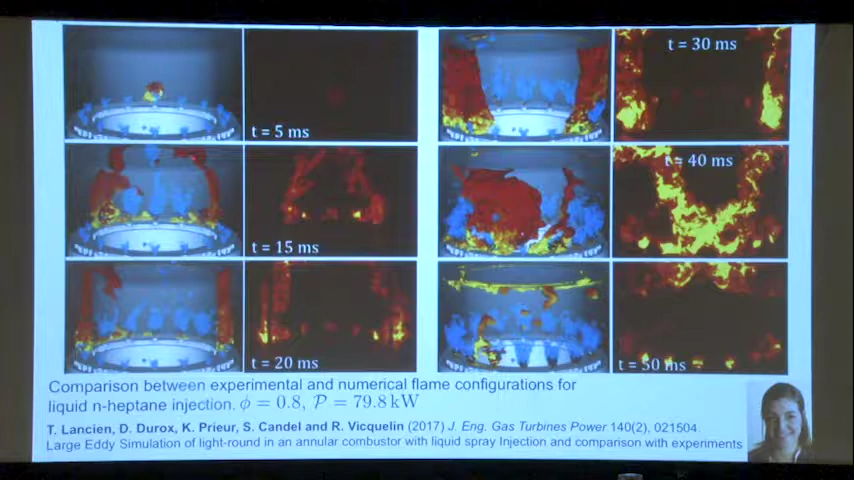 t = 5 ms
t = 15 ms
t = 20 ms
t = 30 ms
t = 40 ms
t = 50 ms
Comparison between experimental and numerical flame configurations for
liquid n-heptane injection. ϕ = 0.8, 𝒫 = 79.8 kW
T. Lancien, D. Durox, K. Prieur, S. Candel and R. Vicquelin (2017) J. Eng. Gas Turbines Power 140(2), 021504
Large Eddy Simulation of light-round in an annular combustor with liquid spray Injection and comparison with experiments